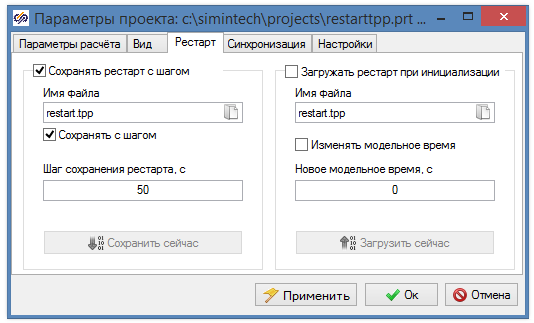 Параметры проекта: c:\simintech\projects\restarttpp.prt ...
Параметры расчёта Вид Рестарт Синхронизация Настройки
Сохранять рестарт с шагом
Имя файла
restart.tpp
Сохранять с шагом
Шаг сохранения рестарта, с
50
Сохранить сейчас
Загружать рестарт при инициализации
Имя файла
restart.tpp
Изменять модельное время
Новое модельное время, с
0
Загрузить сейчас
Применить Ок Отмена